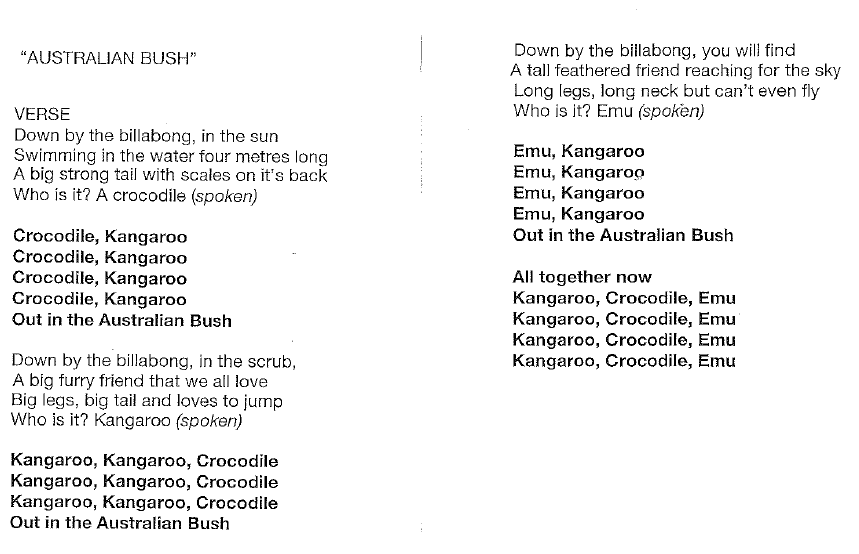 "AUSTRALIAN BUSH"
VERSE
Down by the billabong, in the sun
Swimming in the water four metres long
A big strong tail with scales on it's back
Who is it? A crocodile (spoken)
Crocodile, Kangaroo
Crocodile, Kangaroo
Crocodile, Kangaroo
Crocodile, Kangaroo
Out in the Australian Bush
Down by the billabong, in the scrub,
A big furry friend that we all love
Big legs, big tail and loves to jump
Who is it? Kangaroo (spoken)
Kangaroo, Kangaroo, Crocodile
Kangaroo, Kangaroo, Crocodile
Kangaroo, Kangaroo, Crocodile
Out in the Australian Bush
Down by the billabong, you will find
A tall feathered friend reaching for the sky
Long legs, long neck but can't even fly
Who is it? Emu (spoken)
Emu, Kangaroo
Emu, Kangaroo
Emu, Kangaroo
Emu, Kangaroo
Out in the Australian Bush
All together now
Kangaroo, Crocodile, Emu
Kangaroo, Crocodile, Emu
Kangaroo, Crocodile, Emu
Kangaroo, Crocodile, Emu